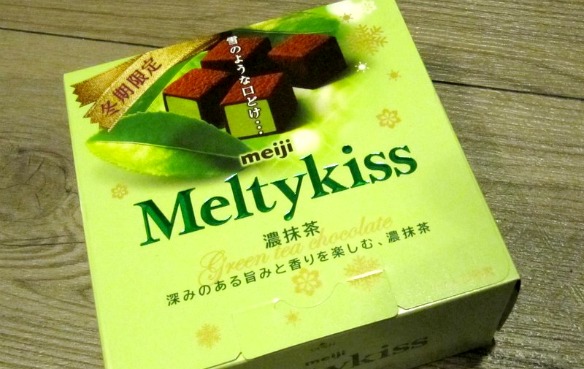 冬期限定
雪のような口どけ…
meiji
Meltykiss
濃抹茶
Green tea chocolate
深みのある旨みと香りを楽しむ、濃抹茶
meiji
Meltykiss